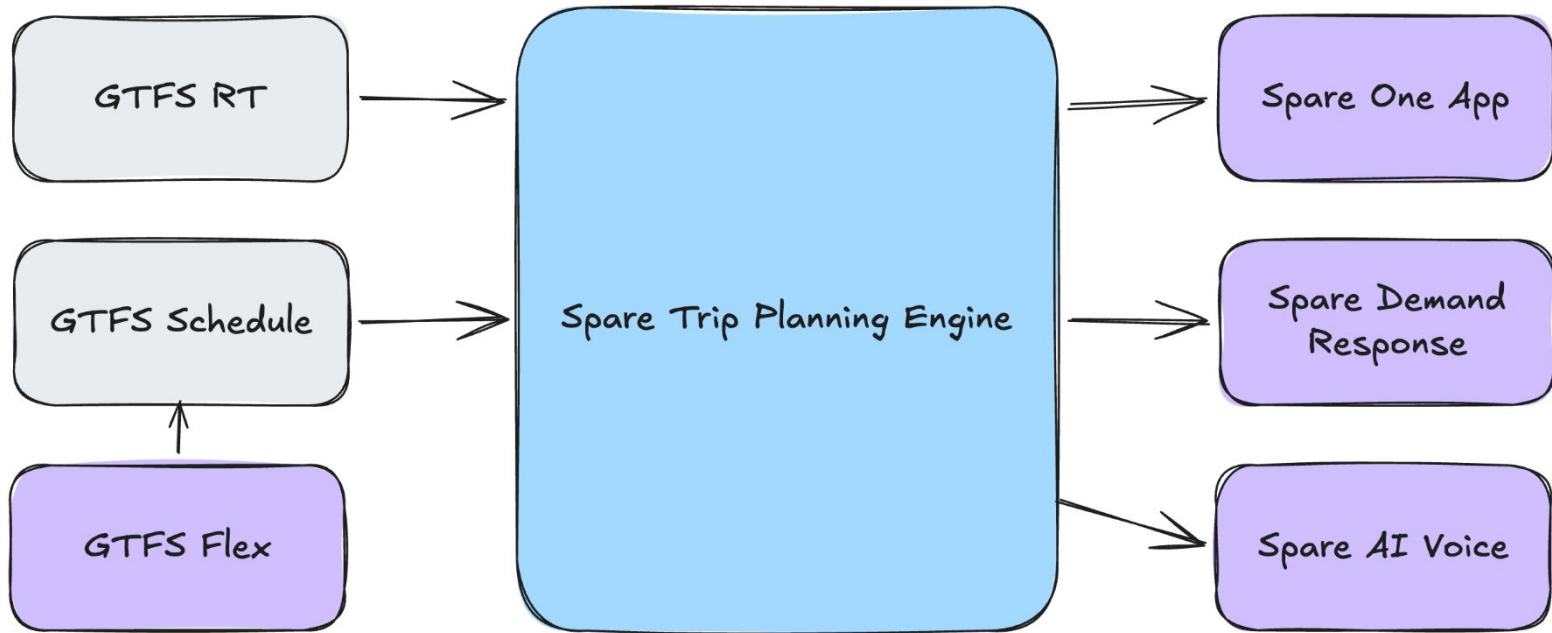 GTFS RT
Spare One App
GTFS Schedule
Spare Trip Planning Engine
Spare Demand
Response
GTFS Flex
Spare AI Voice